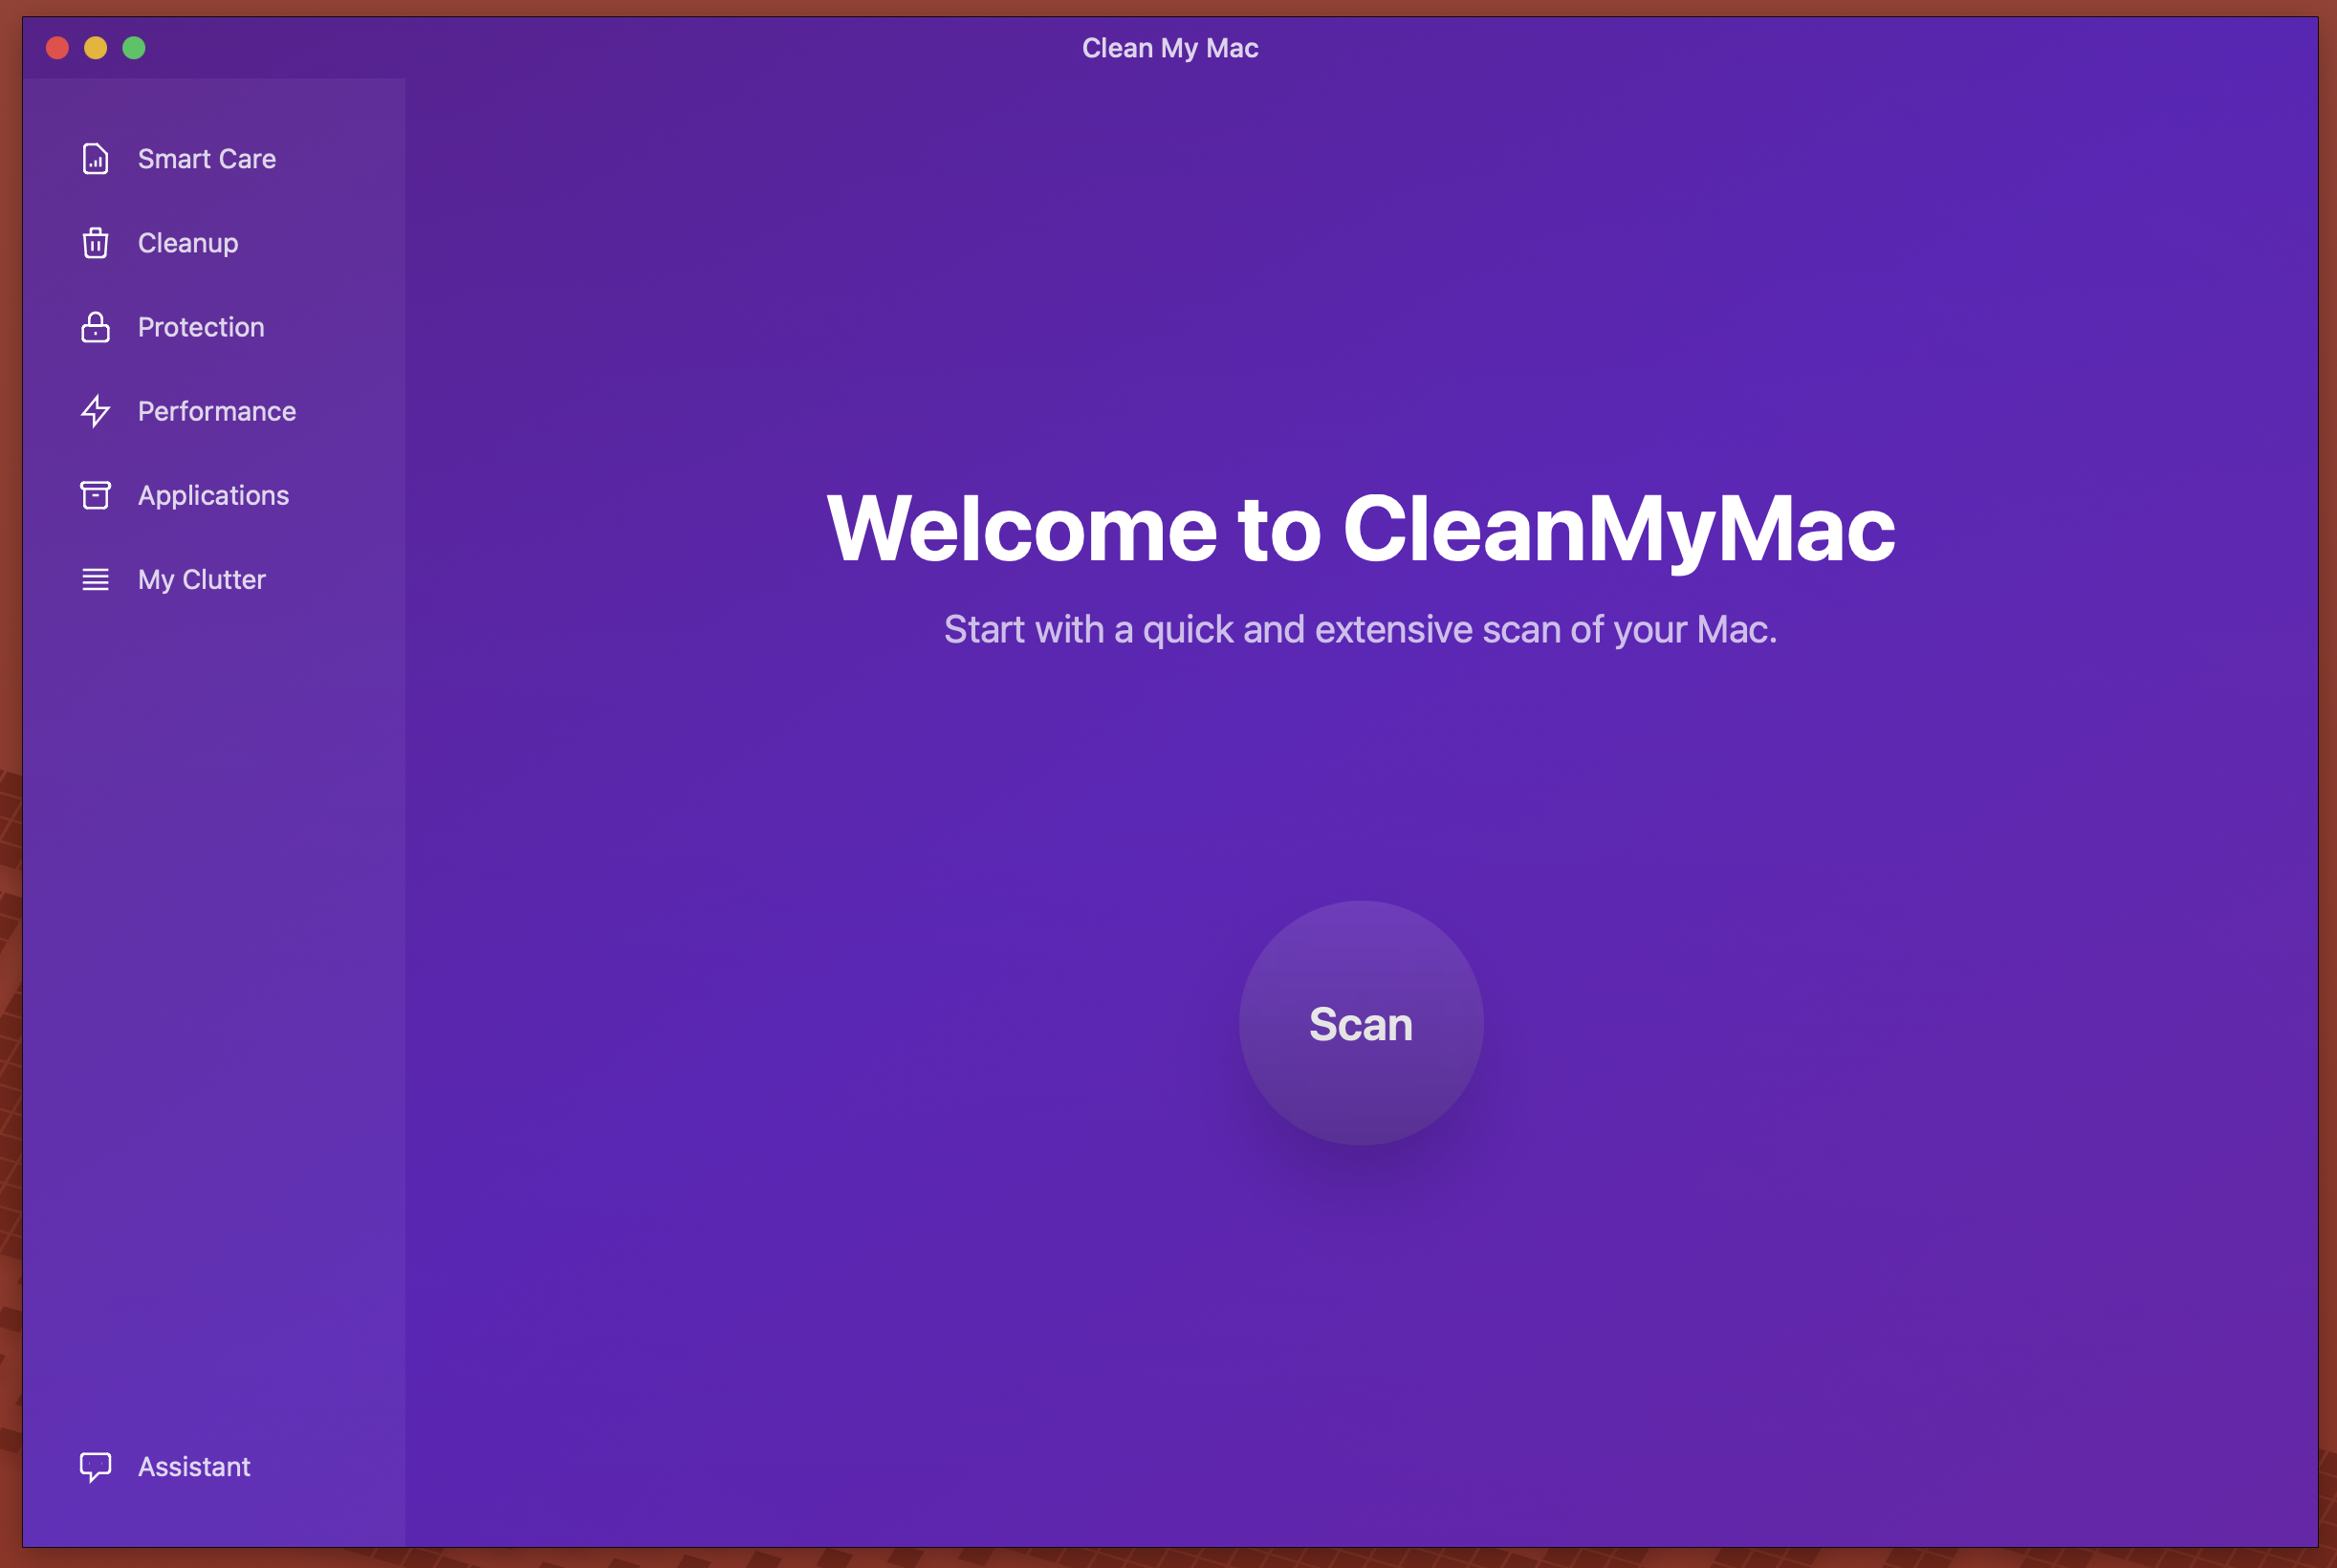 Clean My Mac
Smart Care
Cleanup
Protection
Performance
Applications
My Clutter
Welcome to CleanMyMac
Start with a quick and extensive scan of your Mac.
Scan
Assistant